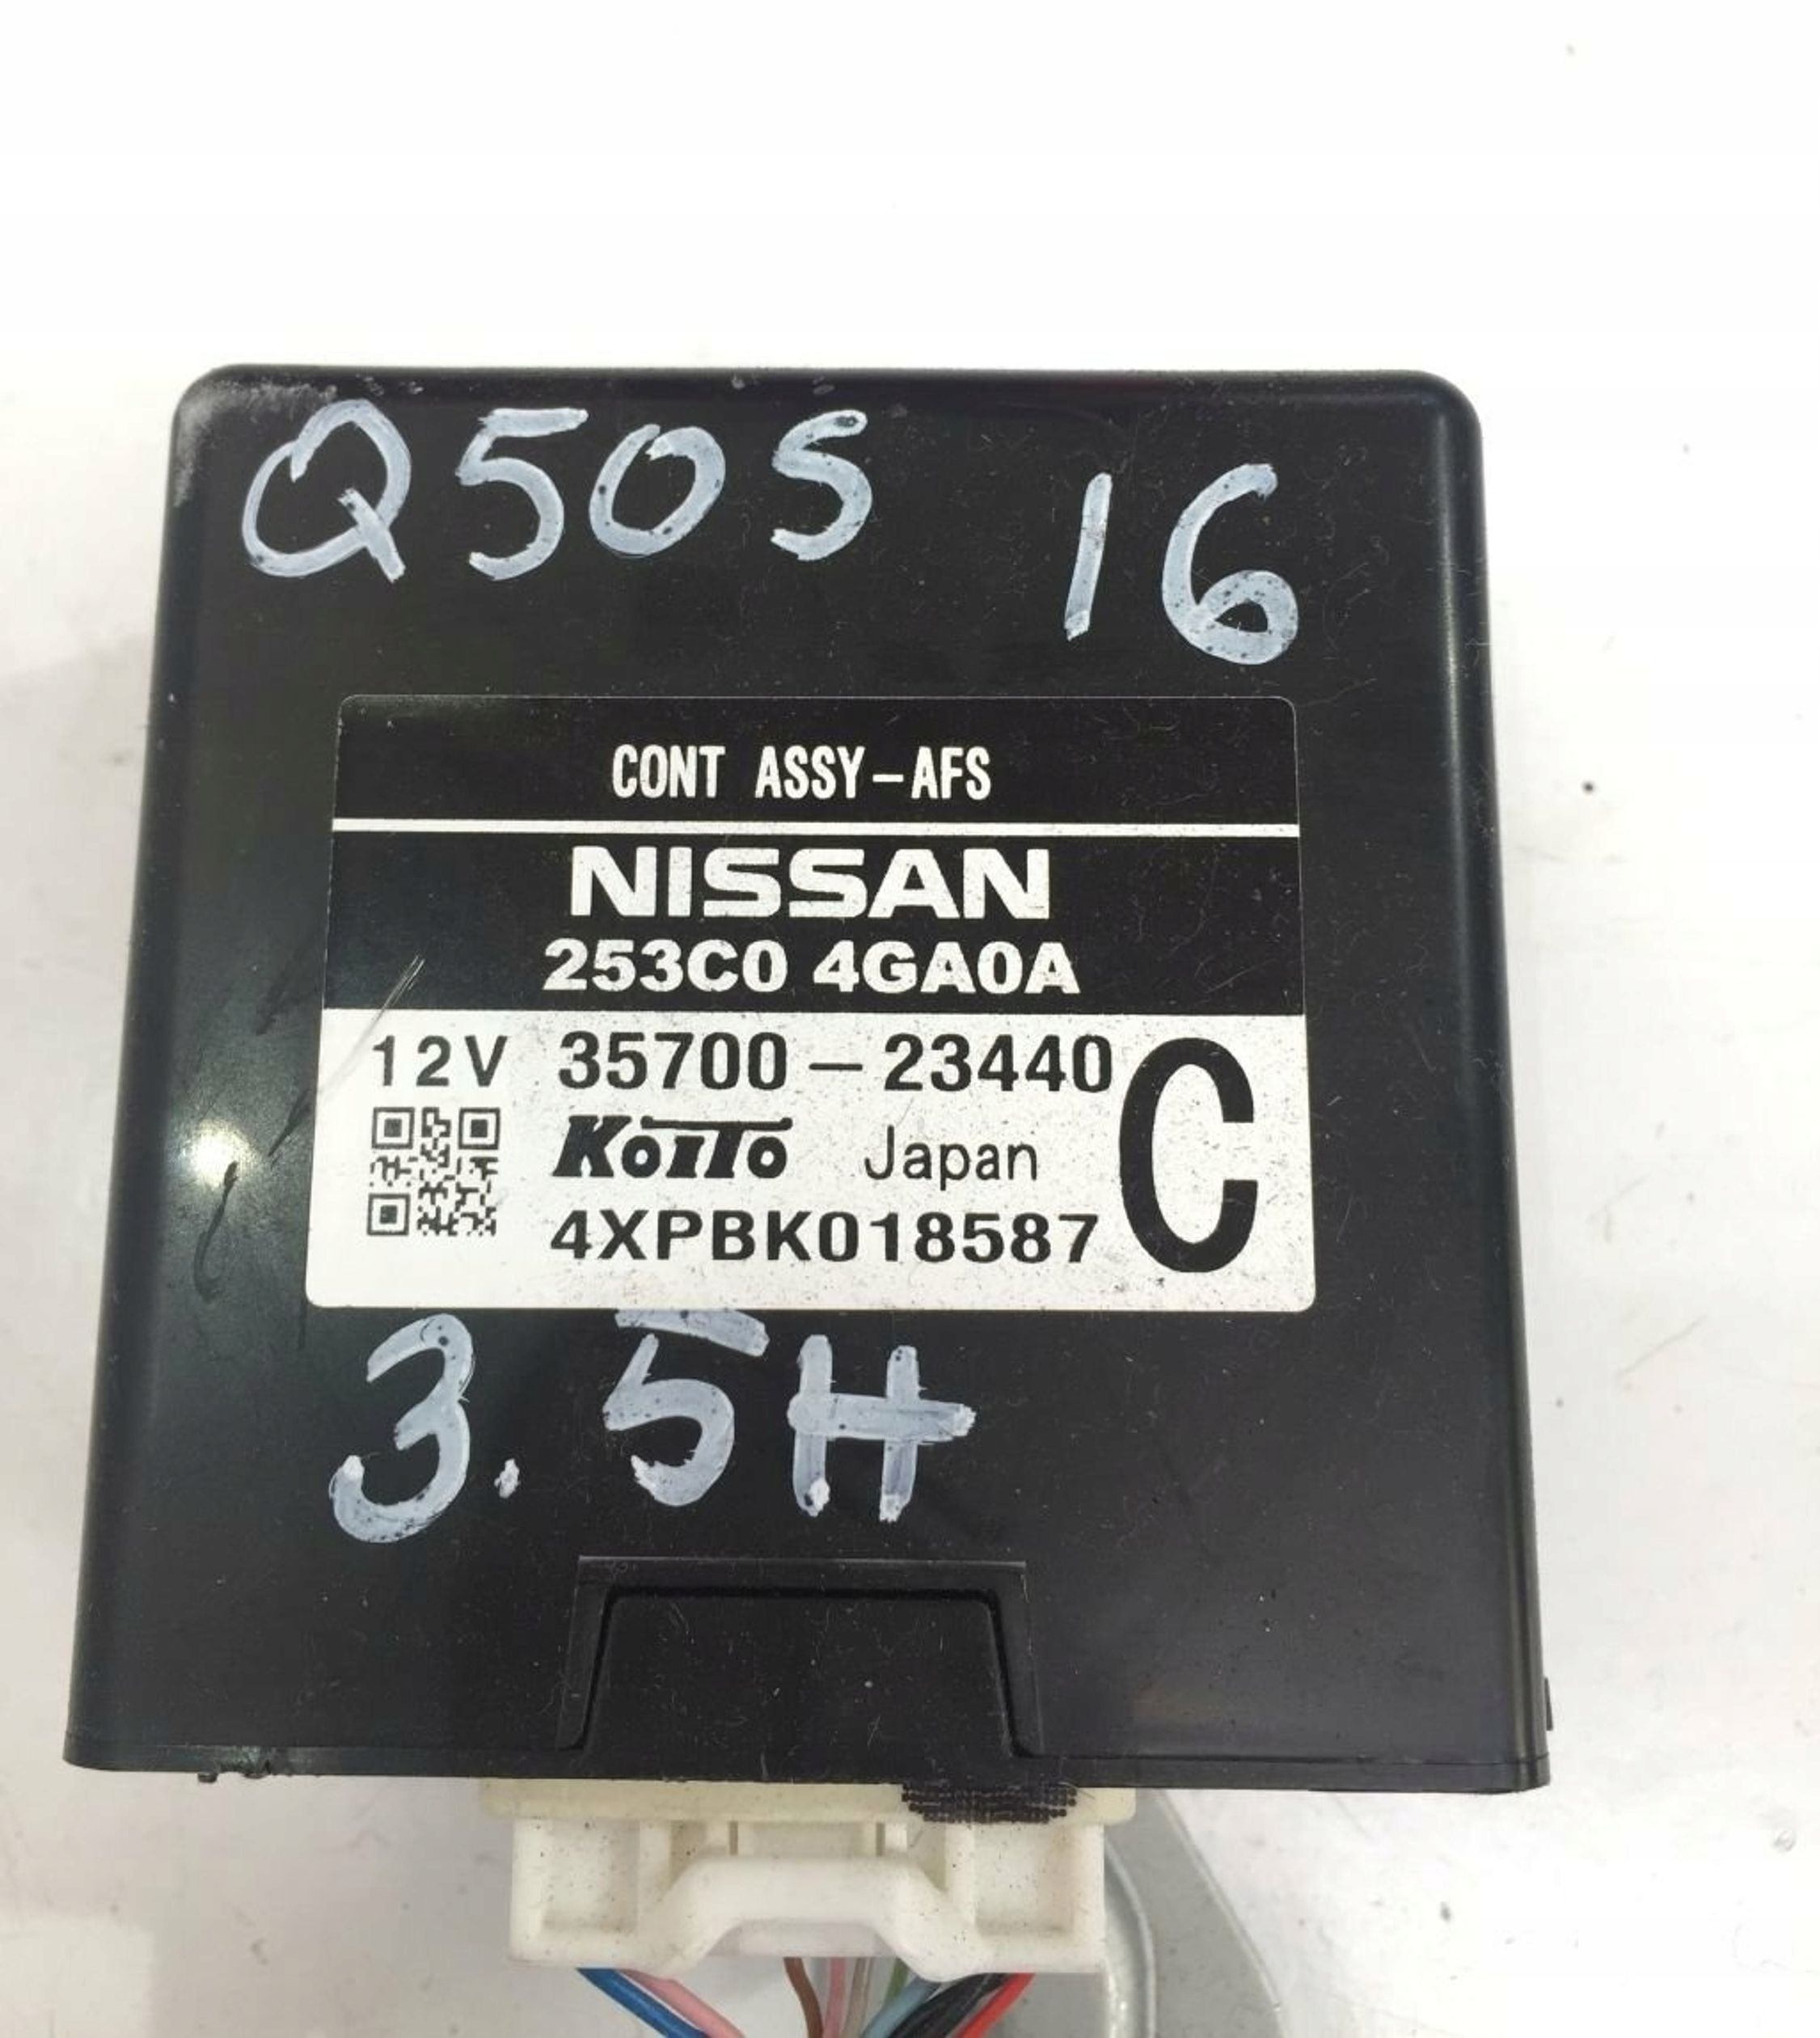 Q50S 16
CONT ASSY-AFS
NISSAN
253C0 4GA0A
12V 35700-23440 C
KOITO Japan
4XPBK018587
3.5H